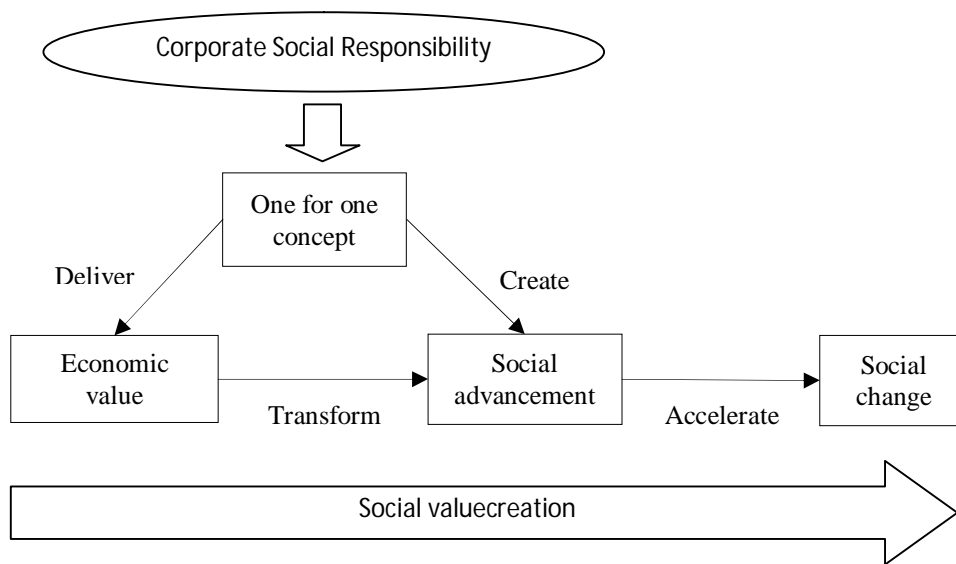 Corporate Social Responsibility
One for one
concept
Deliver
Create
Economic
value
Transform
Social
advancement
Accelerate
Social
change
Social valuecreation